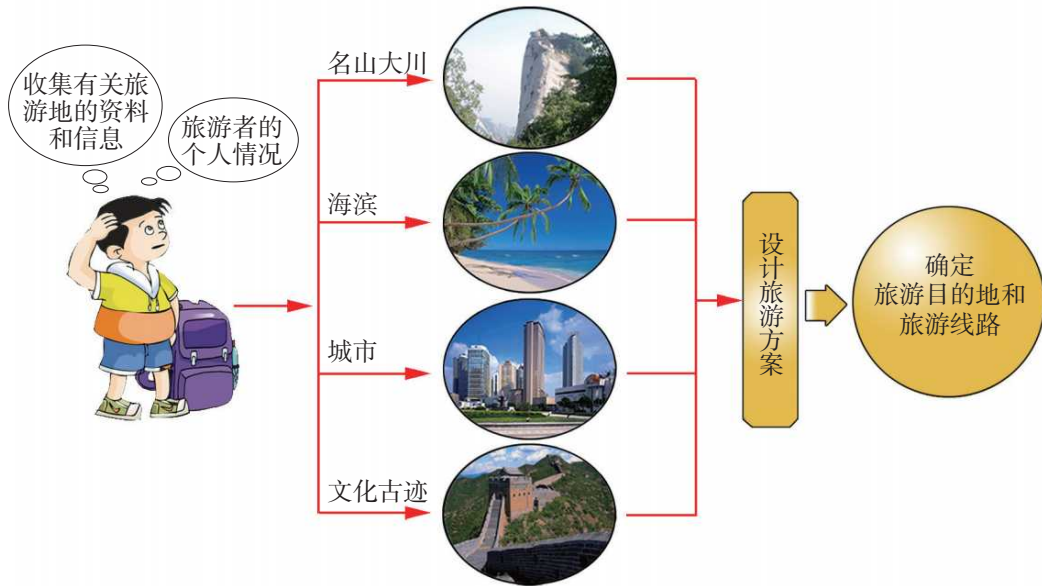 收集有关旅
游地的资料
和信息
旅游者的
个人情况
名山大川
海滨
城市
文化古迹
设计旅游方案
确定
旅游目的地和
旅游线路